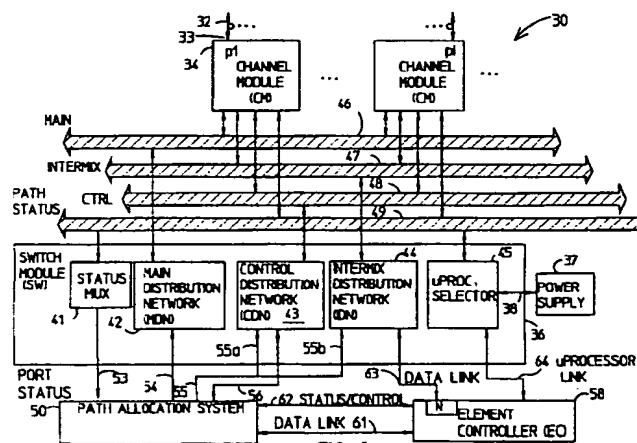 32
30
33
34
p1
CHANNEL
MODULE
(CM)
...
pi
CHANNEL
MODULE
(CM)
...
MAIN
46
INTERMIX
47
CTRL
48
PATH
STATUS
49
SWITCH
MODULE
(SW)
STATUS
MUX
41
MAIN
DISTRIBUTION
NETWORK
(MDN)
42
CONTROL
DISTRIBUTION
NETWORK
(CDN) 43
INTERMIX
DISTRIBUTION
NETWORK
(IDN)
44
uPROC.
SELECTOR
45
POWER
SUPPLY
37
38
36
PORT
STATUS
53
54
55
55a
56
55b
63
DATA LINK
64 uPROCESSOR
LINK
50
PATH ALLOCATION SYSTEM
62 STATUS/CONTROL
DATA LINK 61
N
ELEMENT
CONTROLLER (EC)
58